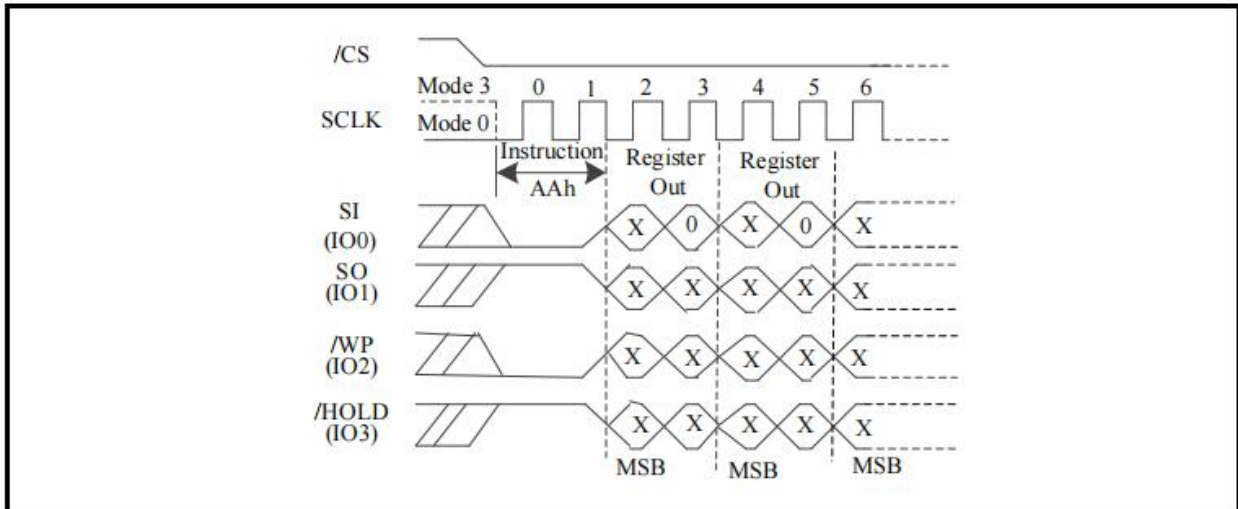 /CS
Mode 3 0 1 2 3 4 5 6
SCLK
Mode 0
Instruction Register Register
AAh Out Out
SI
(IO0)
X 0 X 0 X
SO
(IO1)
X X X X X
/WP
(IO2)
X X X X X
/HOLD
(IO3)
X X X X X
MSB MSB MSB